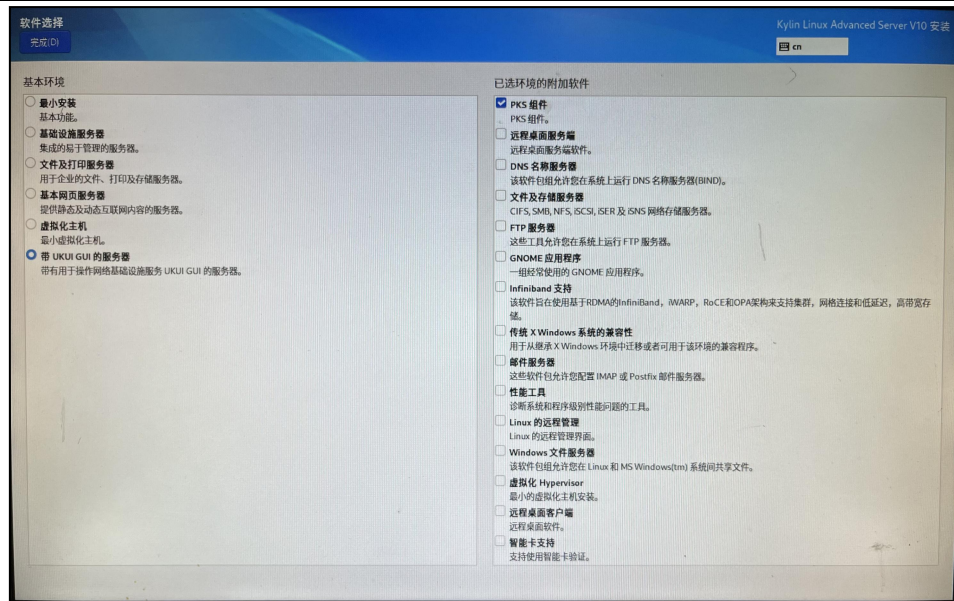 软件选择
Kylin Linux Advanced Server V10 安装
完成(D)
cn
基本环境
最小安装
基本功能。
基础设施服务器
集成的易于管理的服务器。
文件及打印服务器
用于企业的文件、打印及存储服务器。
基本网页服务器
提供静态及动态互联网内容的服务器。
虚拟化主机
最小虚拟化主机。
带 UKUI GUI 的服务器
带有用于操作网络基础设施服务 UKUI GUI 的服务器。
已选环境的附加软件
PKS 组件
PKS 组件。
远程桌面服务端
远程桌面服务端软件。
DNS 名称服务器
该软件包组允许您在系统上运行 DNS 名称服务器(BIND)。
文件及存储服务器
CIFS, SMB, NFS, iSCSI, iSER 及 iSNS 网络存储服务器。
FTP 服务器
这些工具允许您在系统上运行 FTP 服务器。
GNOME 应用程序
一组经常使用的 GNOME 应用程序。
Infiniband 支持
该软件旨在使用基于RDMA的InfiniBand，iWARP，RoCE和OPA架构来支持集群，网格连接和低延迟，高带宽存
储。
传统 X Windows 系统的兼容性
用于从继承 X Windows 环境中迁移或者可用于该环境的兼容程序。
邮件服务器
这些软件包允许您配置 IMAP 或 Postfix 邮件服务器。
性能工具
诊断系统和程序级别性能问题的工具。
Linux 的远程管理
Linux 的远程管理界面。
Windows 文件服务器
该软件包组允许您在 Linux 和 MS Windows(tm) 系统间共享文件。
虚拟化 Hypervisor
最小的虚拟化主机安装。
远程桌面客户端
远程桌面软件。
智能卡支持
支持使用智能卡验证。